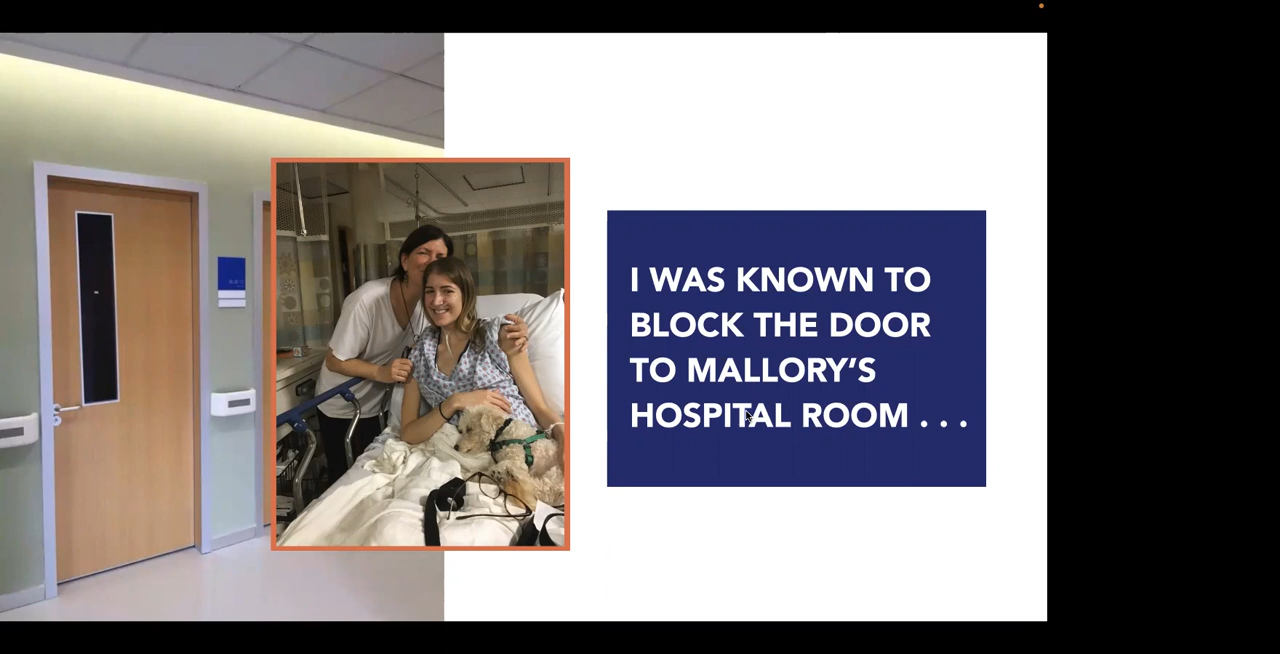 I WAS KNOWN TO
BLOCK THE DOOR
TO MALLORY’S
HOSPITAL ROOM . . .